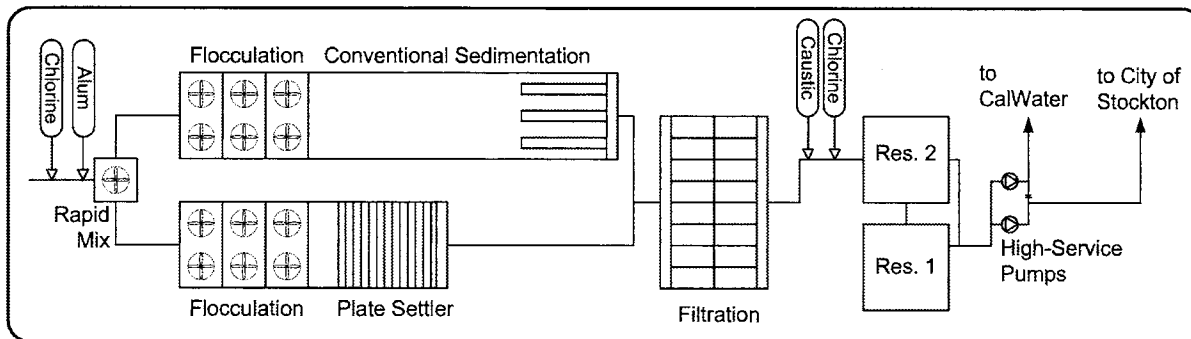 Chlorine
Alum
Rapid
Mix
Flocculation
Conventional Sedimentation
Flocculation
Plate Settler
Filtration
Caustic
Chlorine
Res. 2
Res. 1
to
CalWater
to City of
Stockton
High-Service
Pumps